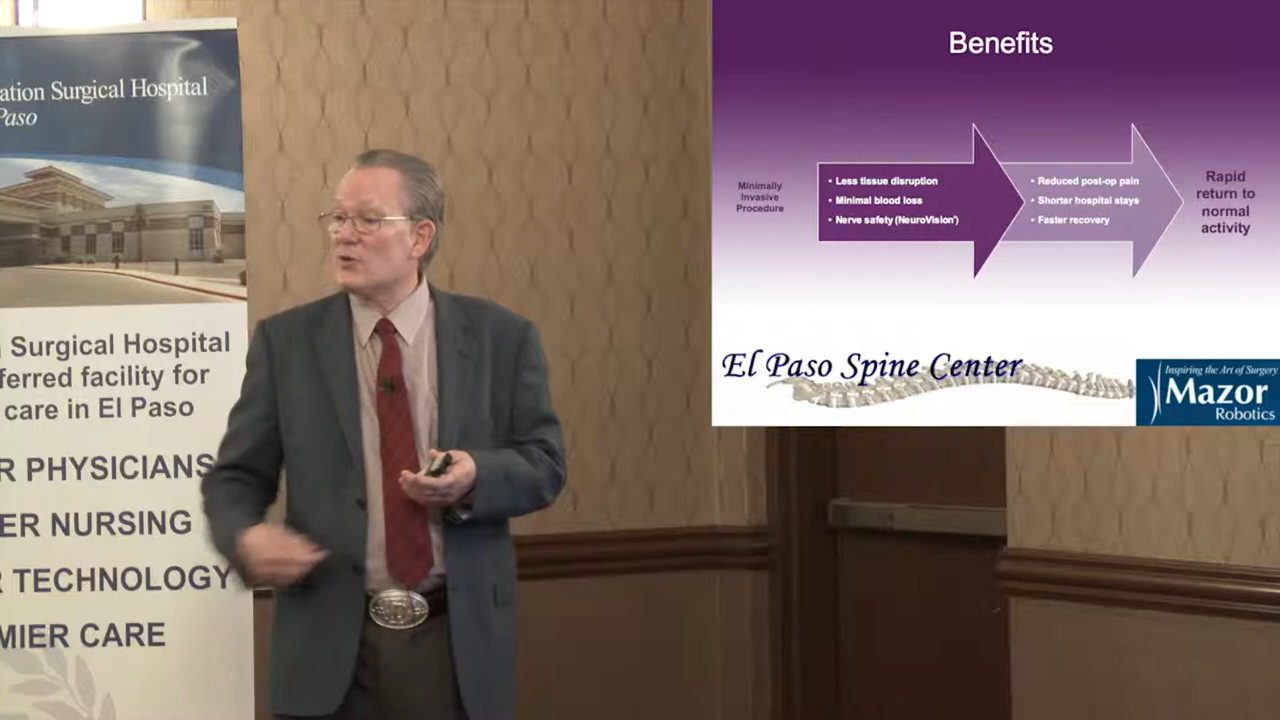 ation Surgical Hospital
Paso
Surgical Hospital
ferred facility for
care in El Paso
R PHYSICIANS
ER NURSING
R TECHNOLOGY
MIER CARE
Benefits
Minimally
Invasive
Procedure
• Less tissue disruption
• Minimal blood loss
• Nerve safety (NeuroVision®)
• Reduced post-op pain
• Shorter hospital stays
• Faster recovery
Rapid
return to
normal
activity
El Paso Spine Center
Inspiring the Art of Surgery
Mazor
Robotics